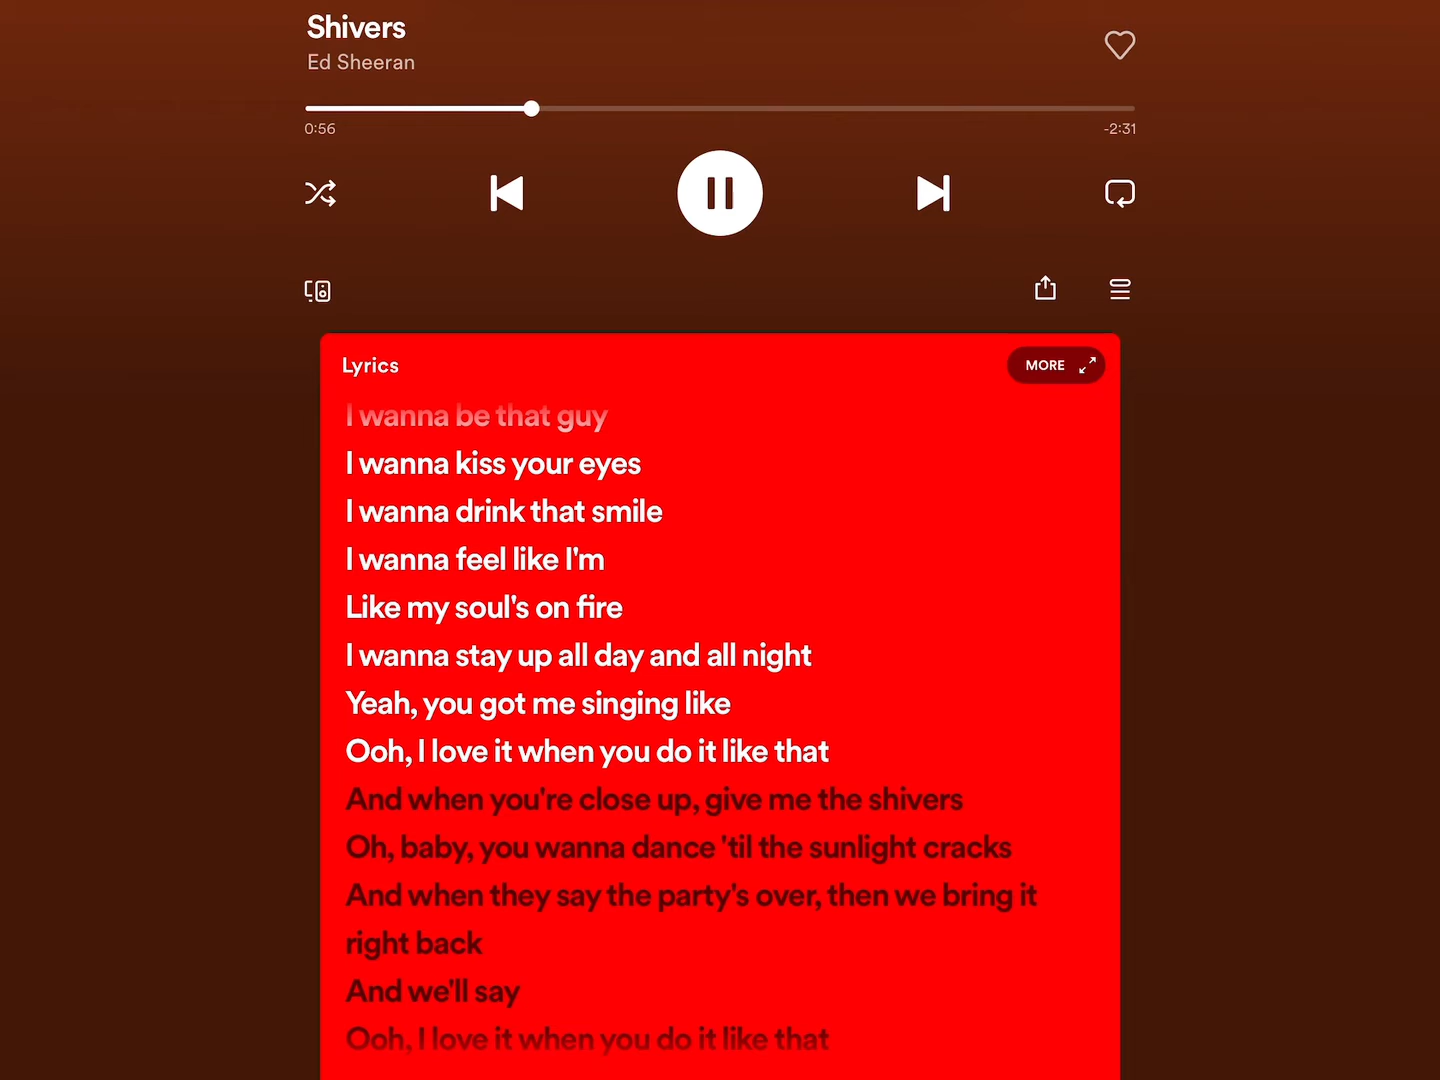 Shivers
Ed Sheeran
0:56
-2:31
Lyrics
MORE
I wanna be that guy
I wanna kiss your eyes
I wanna drink that smile
I wanna feel like I'm
Like my soul's on fire
I wanna stay up all day and all night
Yeah, you got me singing like
Ooh, I love it when you do it like that
And when you're close up, give me the shivers
Oh, baby, you wanna dance 'til the sunlight cracks
And when they say the party's over, then we bring it
right back
And we'll say
Ooh, I love it when you do it like that